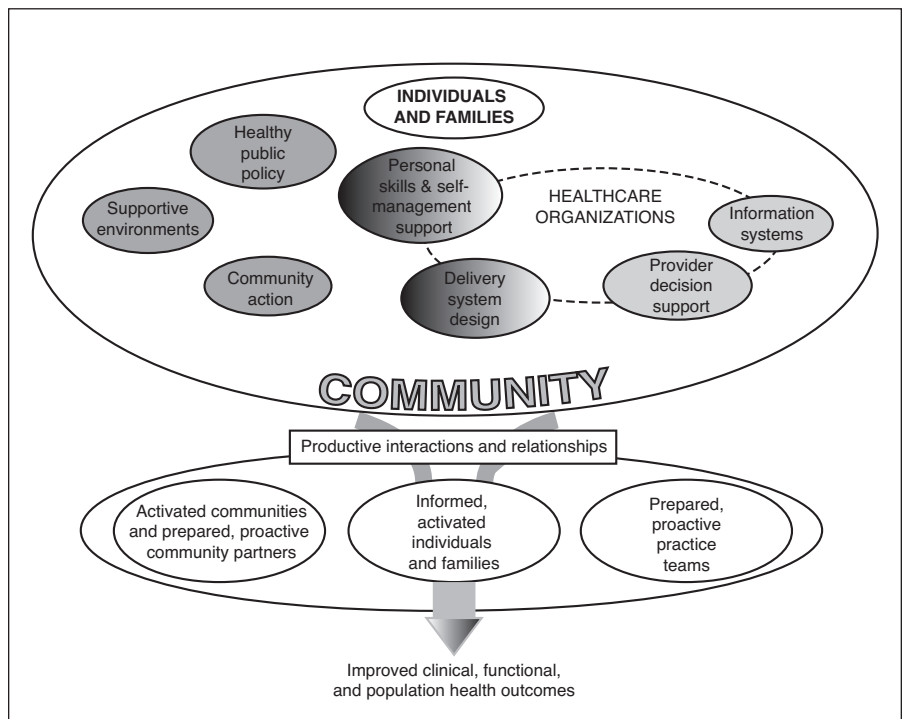 INDIVIDUALS
AND FAMILIES
Healthy
public
policy
Personal
skills & self-
management
support
HEALTHCARE
ORGANIZATIONS
Information
systems
Supportive
environments
Community
action
Delivery
system
design
Provider
decision
support
COMMUNITY
Productive interactions and relationships
Activated communities
and prepared, proactive
community partners
Informed,
activated
individuals
and families
Prepared,
proactive
practice
teams
Improved clinical, functional,
and population health outcomes